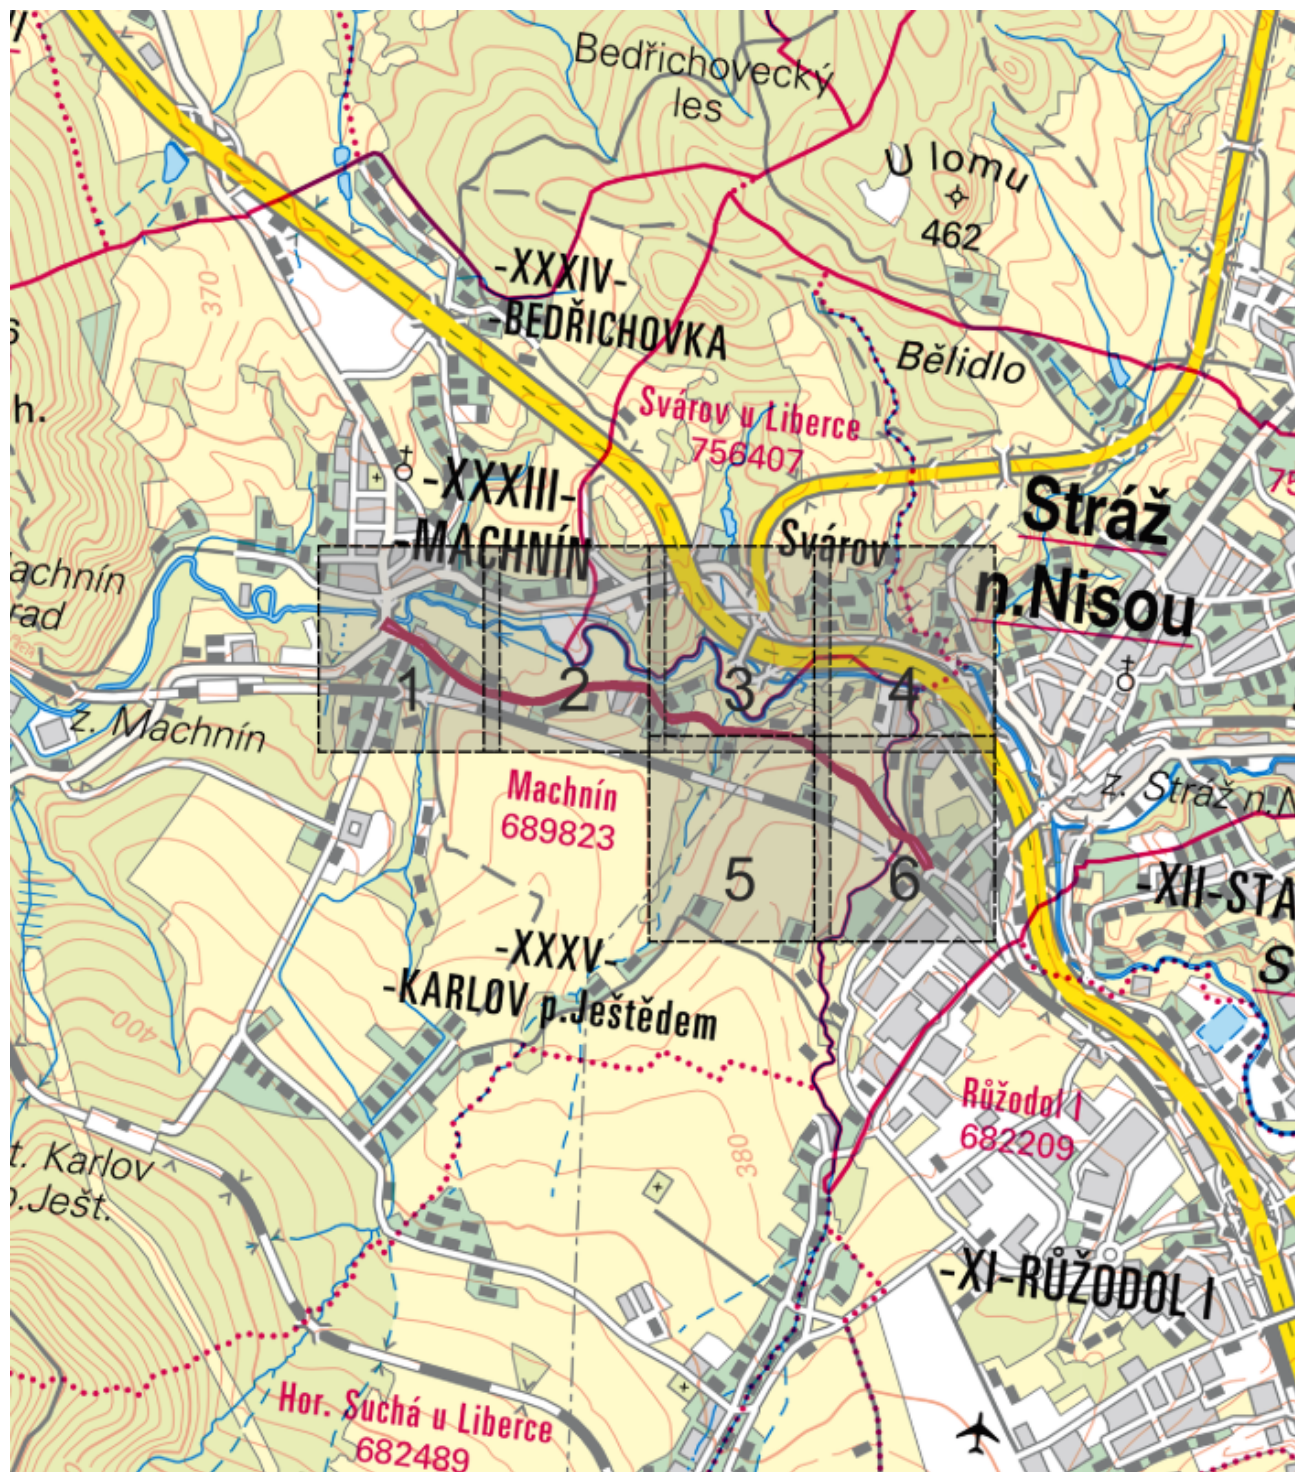 Bedřichovecký
les
U lomu
462
370
-XXXIV-
-BEDŘICHOVKA
h.
Bělidlo
Svárov u Liberce
756407
-XXXIII-
-MACHNÍN
Svárov
Stráž
n.Nisou
75
achnín
rad
1
2
3
4
z. Machnín
Machnín
689823
z. Stráž n.N
5
6
-XII-STA
-XXXV-
-KARLOV p.Ještědem
S
400
Růžodol I
682209
380
t. Karlov
.Ješt.
-XI-RŮŽODOL I
Hor. Suchá u Liberce
682489